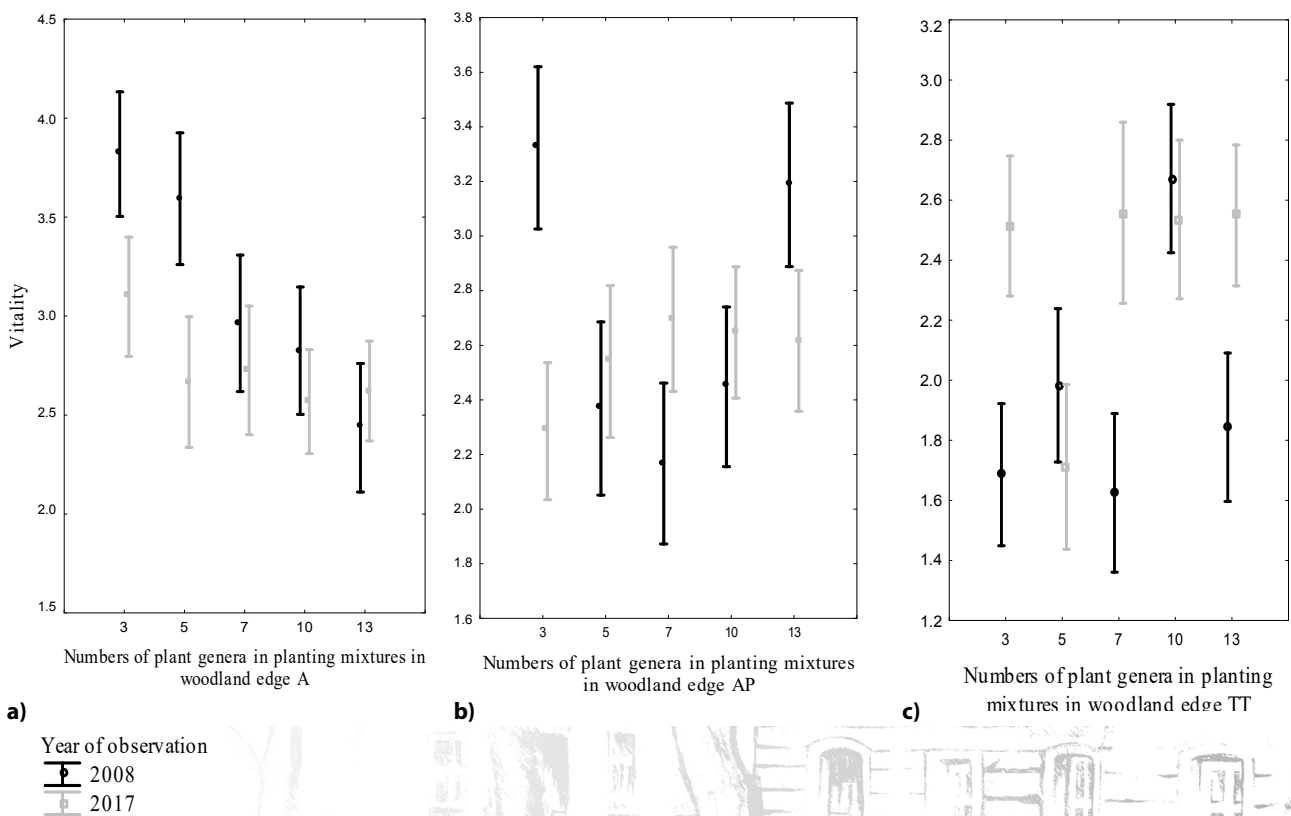 4.5
4.0
3.5
3.0
2.5
2.0
1.5
Vitality
3 5 7 10 13
Numbers of plant genera in planting mixtures in
woodland edge A
a)
3.8
3.6
3.4
3.2
3.0
2.8
2.6
2.4
2.2
2.0
1.8
1.6
3 5 7 10 13
Numbers of plant genera in planting mixtures
in woodland edge AP
b)
3.2
3.0
2.8
2.6
2.4
2.2
2.0
1.8
1.6
1.4
1.2
3 5 7 10 13
Numbers of plant genera in planting
mixtures in woodland edge TT
c)
Year of observation
2008
2017